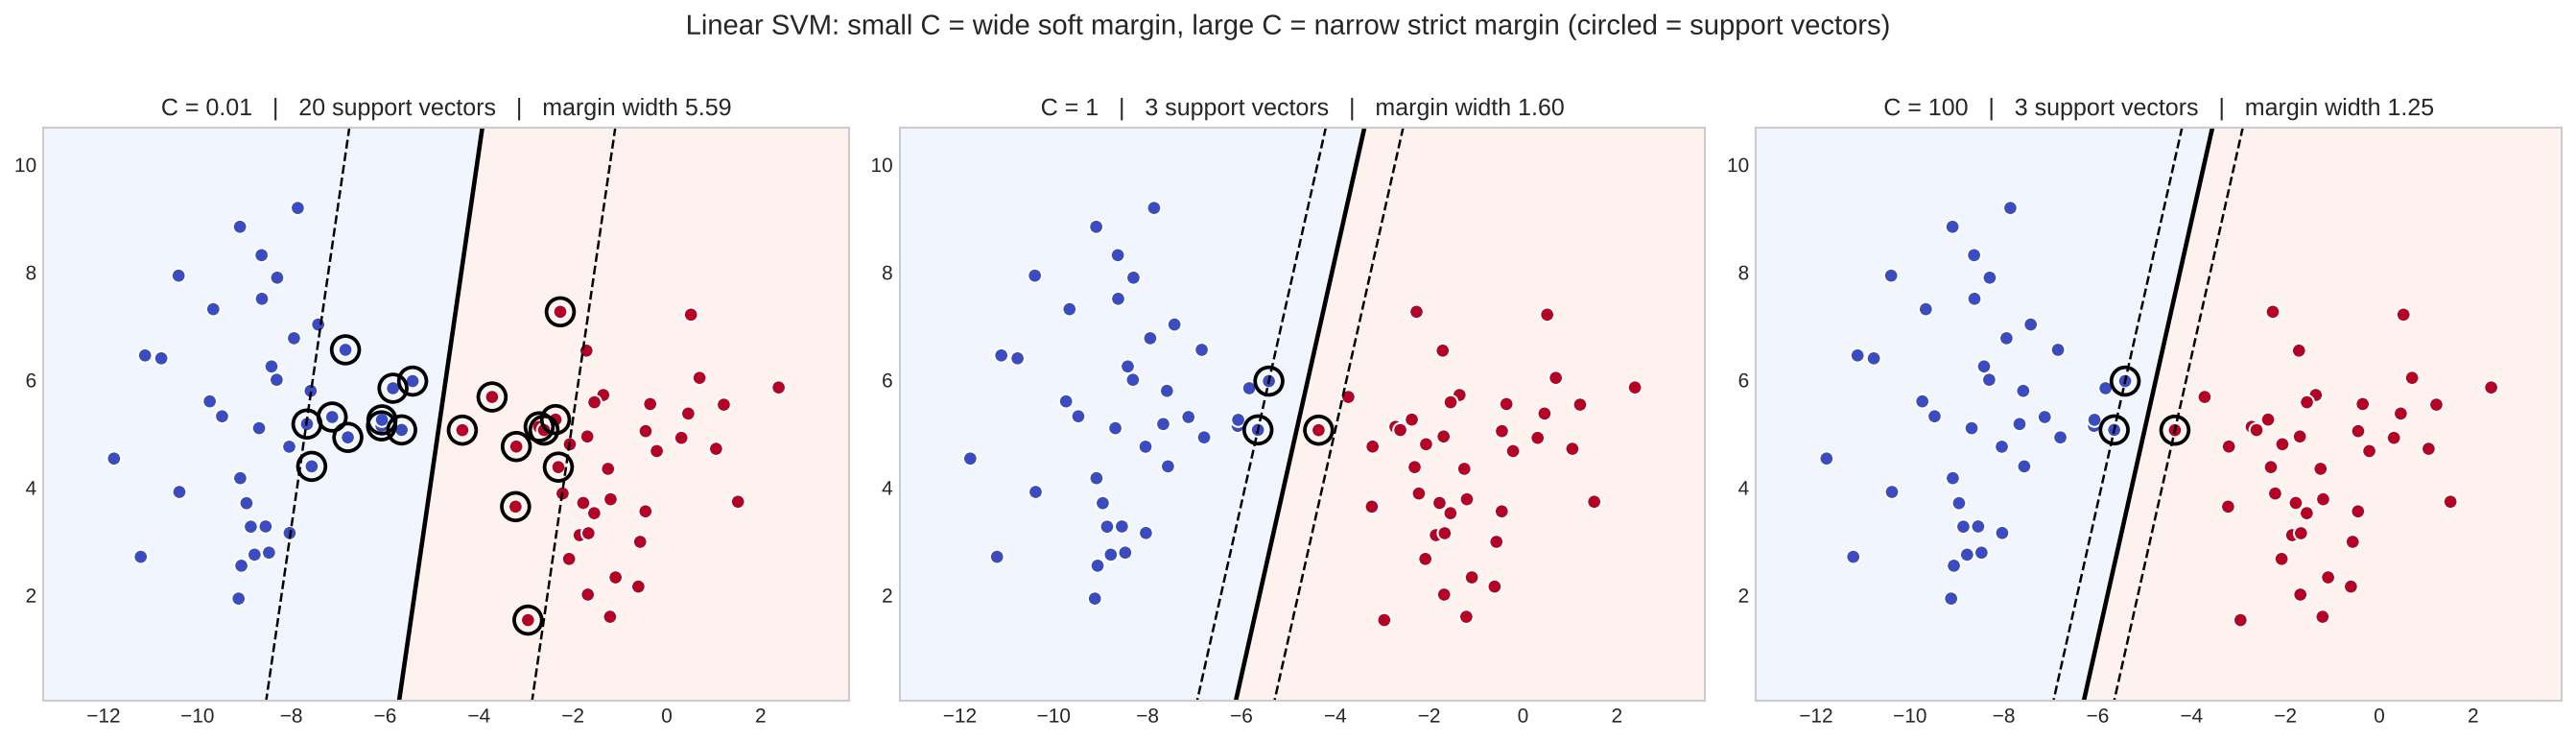 Linear SVM: small C = wide soft margin, large C = narrow strict margin (circled = support vectors)
C = 0.01 | 20 support vectors | margin width 5.59
10
8
6
4
2
−12 −10 −8 −6 −4 −2 0 2
C = 1 | 3 support vectors | margin width 1.60
10
8
6
4
2
−12 −10 −8 −6 −4 −2 0 2
C = 100 | 3 support vectors | margin width 1.25
10
8
6
4
2
−12 −10 −8 −6 −4 −2 0 2